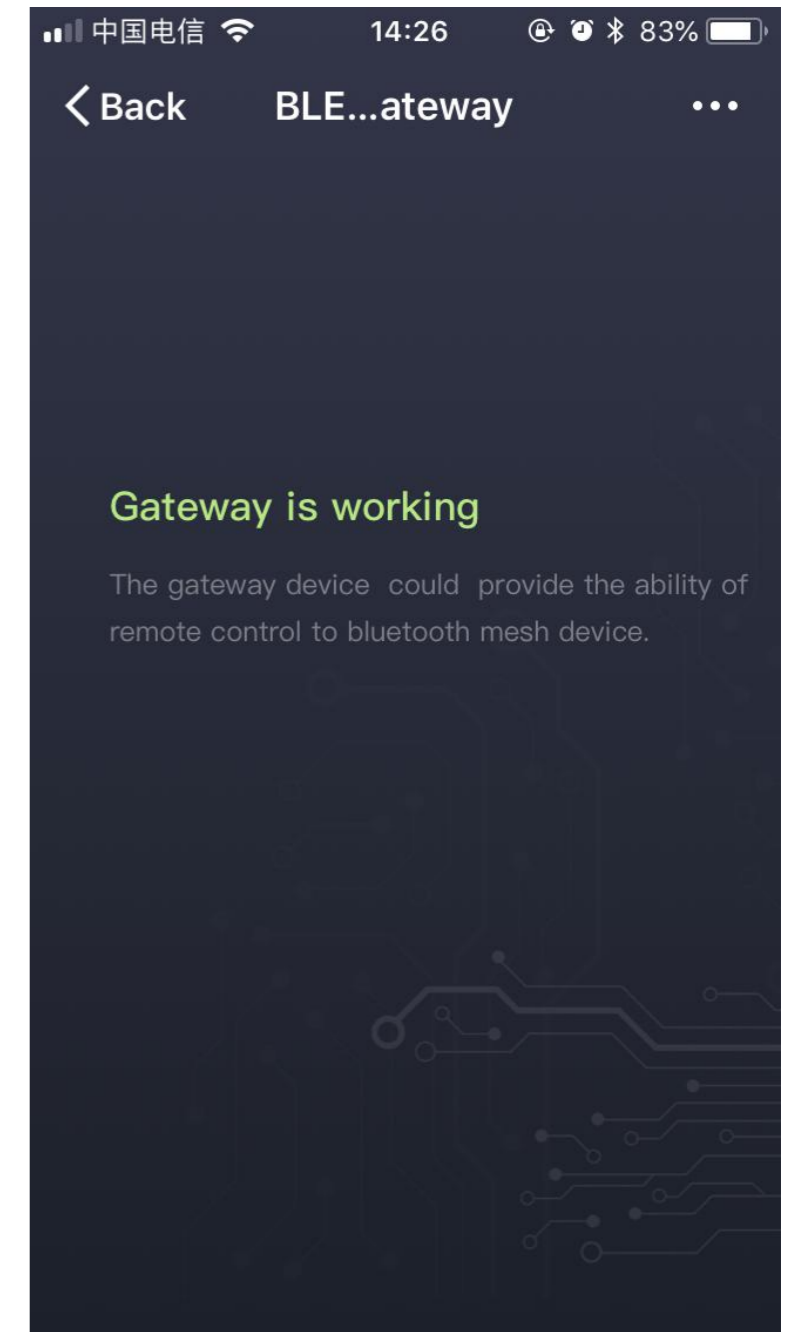 中国电信 14:26 83%
Back BLE...ateway
Gateway is working
The gateway device could provide the ability of
remote control to bluetooth mesh device.